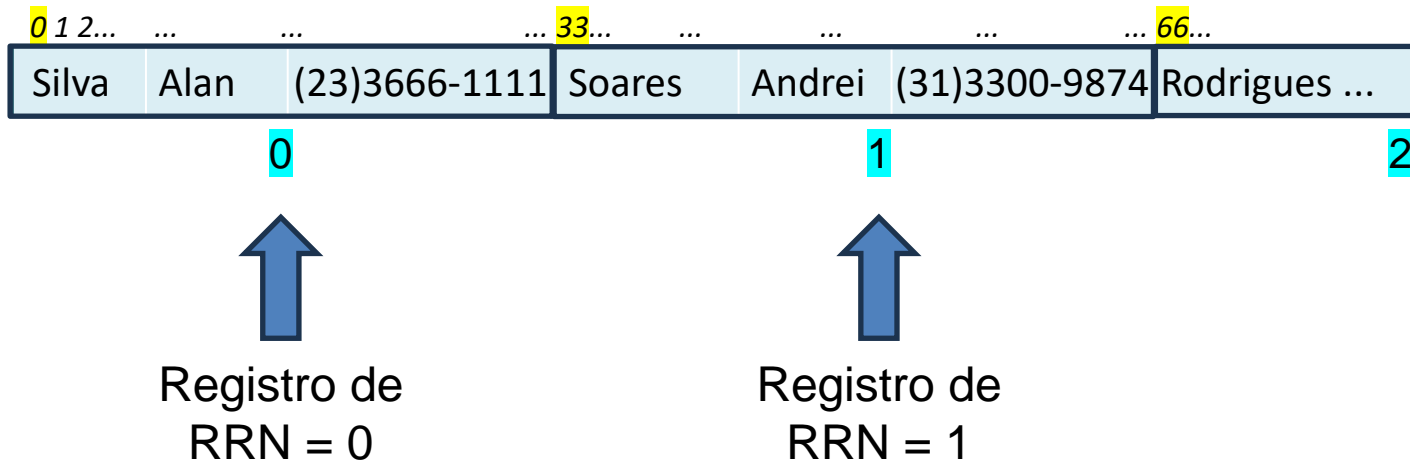 0 1 2... ... ... ... 33... ... ... ... ... 66...
Silva Alan (23)3666-1111 Soares Andrei (31)3300-9874 Rodrigues ...
0 1 2
Registro de Registro de
RRN = 0 RRN = 1